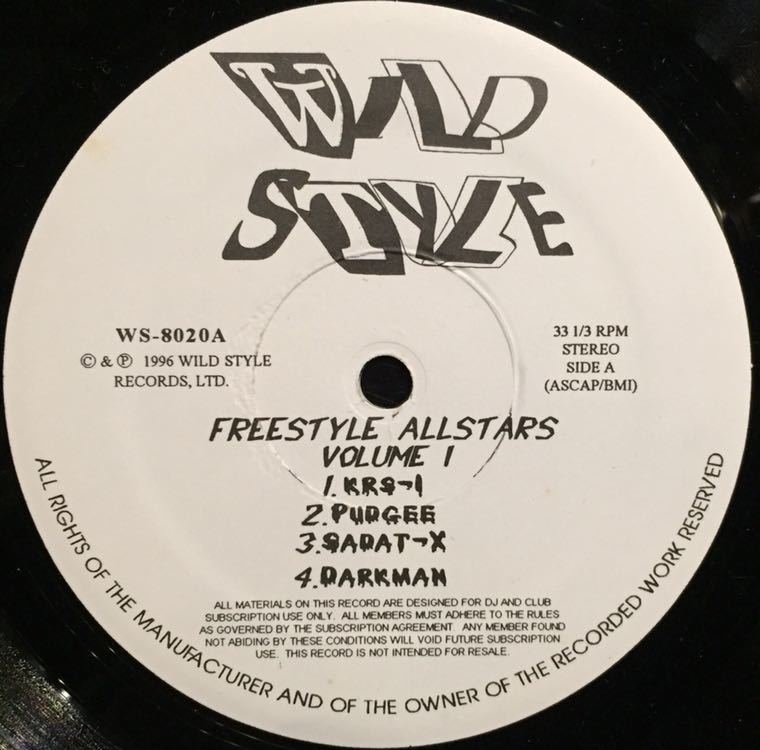 WILD
STYLE
WS-8020A
© & ℗ 1996 WILD STYLE
RECORDS, LTD.
33 1/3 RPM
STEREO
SIDE A
(ASCAP/BMI)
FREESTYLE ALLSTARS
VOLUME 1
1. KRS-1
2. PUDGEE
3. SADAT-X
4. DARKMAN
ALL MATERIALS ON THIS RECORD ARE DESIGNED FOR DJ AND CLUB
SUBSCRIPTION USE ONLY. ALL MEMBERS MUST ADHERE TO THE RULES
AS GOVERNED BY THE SUBSCRIPTION AGREEMENT. ANY MEMBER FOUND
NOT ABIDING BY THESE CONDITIONS WILL VOID FUTURE SUBSCRIPTION
USE. THIS RECORD IS NOT INTENDED FOR RESALE.
ALL RIGHTS OF THE MANUFACTURER AND OF THE OWNER OF THE RECORDED WORK RESERVED